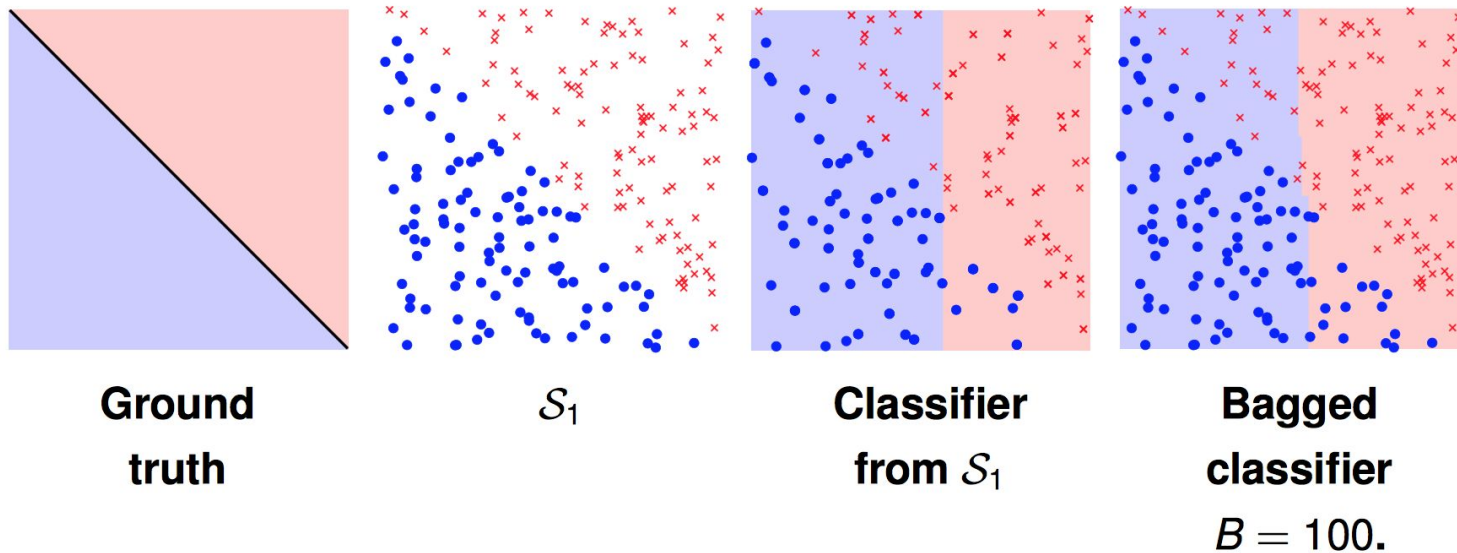 Ground
truth
S₁
Classifier
from S₁
Bagged
classifier
B = 100.